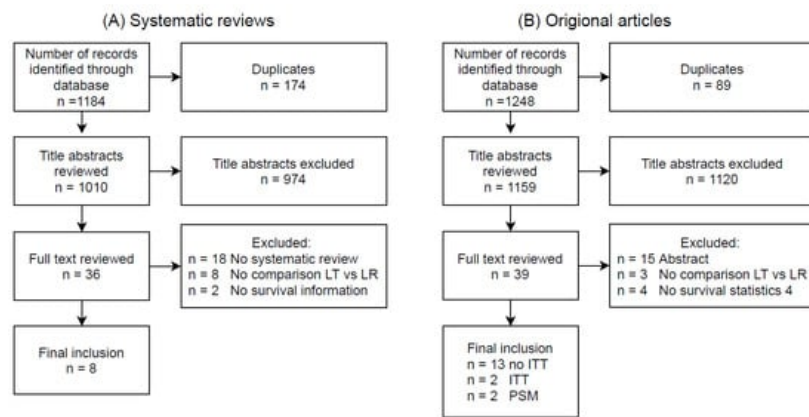 (A) Systematic reviews
Number of records
identified through
database
n =1184
Duplicates
n = 174
Title abstracts
reviewed
n = 1010
Title abstracts excluded
n = 974
Full text reviewed
n = 36
Excluded:
n = 18 No systematic review
n = 8 No comparison LT vs LR
n = 2 No survival information
Final inclusion
n = 8
(B) Origional articles
Number of records
identified through
database
n =1248
Duplicates
n = 89
Title abstracts
reviewed
n = 1159
Title abstracts excluded
n = 1120
Full text reviewed
n = 39
Excluded:
n = 15 Abstract
n = 3 No comparison LT vs LR
n = 4 No survival statistics 4
Final inclusion
n = 13 no ITT
n = 2 ITT
n = 2 PSM